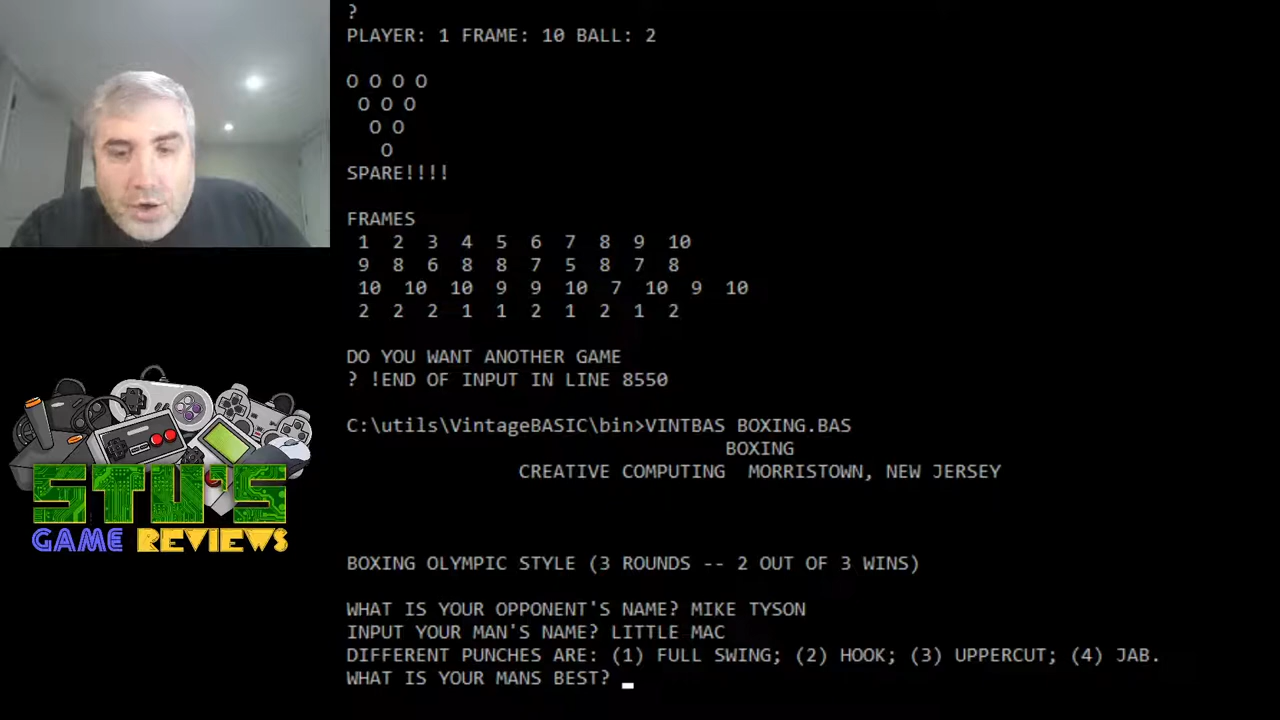 ?
PLAYER: 1 FRAME: 10 BALL: 2
O O O O
O O O
O O
O
SPARE!!!!
FRAMES
1 2 3 4 5 6 7 8 9 10
9 8 6 8 8 7 5 8 7 8
10 10 10 9 9 10 7 10 9 10
2 2 2 1 1 2 1 2 1 2
DO YOU WANT ANOTHER GAME
? !END OF INPUT IN LINE 8550
C:\utils\VintageBASIC\bin>VINTBAS BOXING.BAS
BOXING
CREATIVE COMPUTING MORRISTOWN, NEW JERSEY
BOXING OLYMPIC STYLE (3 ROUNDS -- 2 OUT OF 3 WINS)
WHAT IS YOUR OPPONENT'S NAME? MIKE TYSON
INPUT YOUR MAN'S NAME? LITTLE MAC
DIFFERENT PUNCHES ARE: (1) FULL SWING; (2) HOOK; (3) UPPERCUT; (4) JAB.
WHAT IS YOUR MANS BEST? _
STU'S
GAME REVIEWS